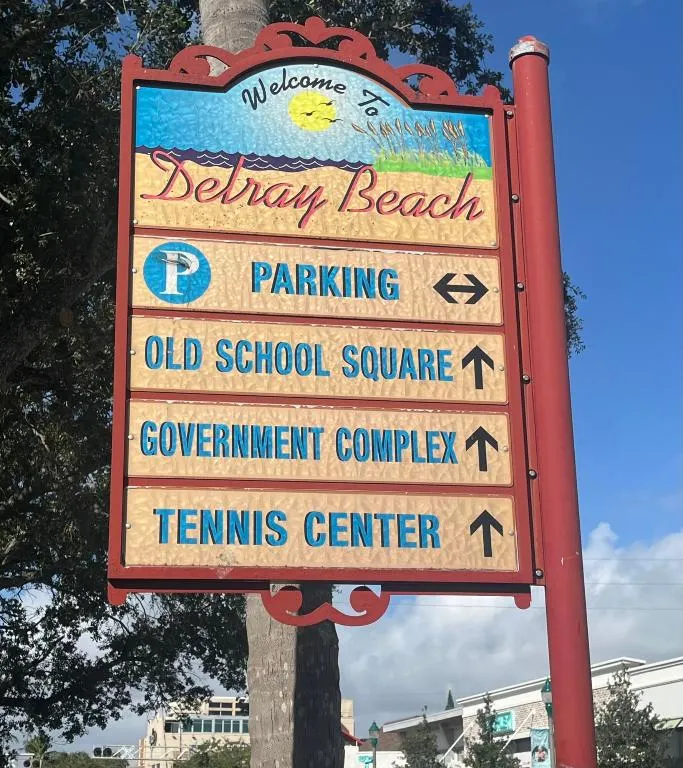 Welcome To
Delray Beach
P PARKING ↔
OLD SCHOOL SQUARE ↑
GOVERNMENT COMPLEX ↑
TENNIS CENTER ↑